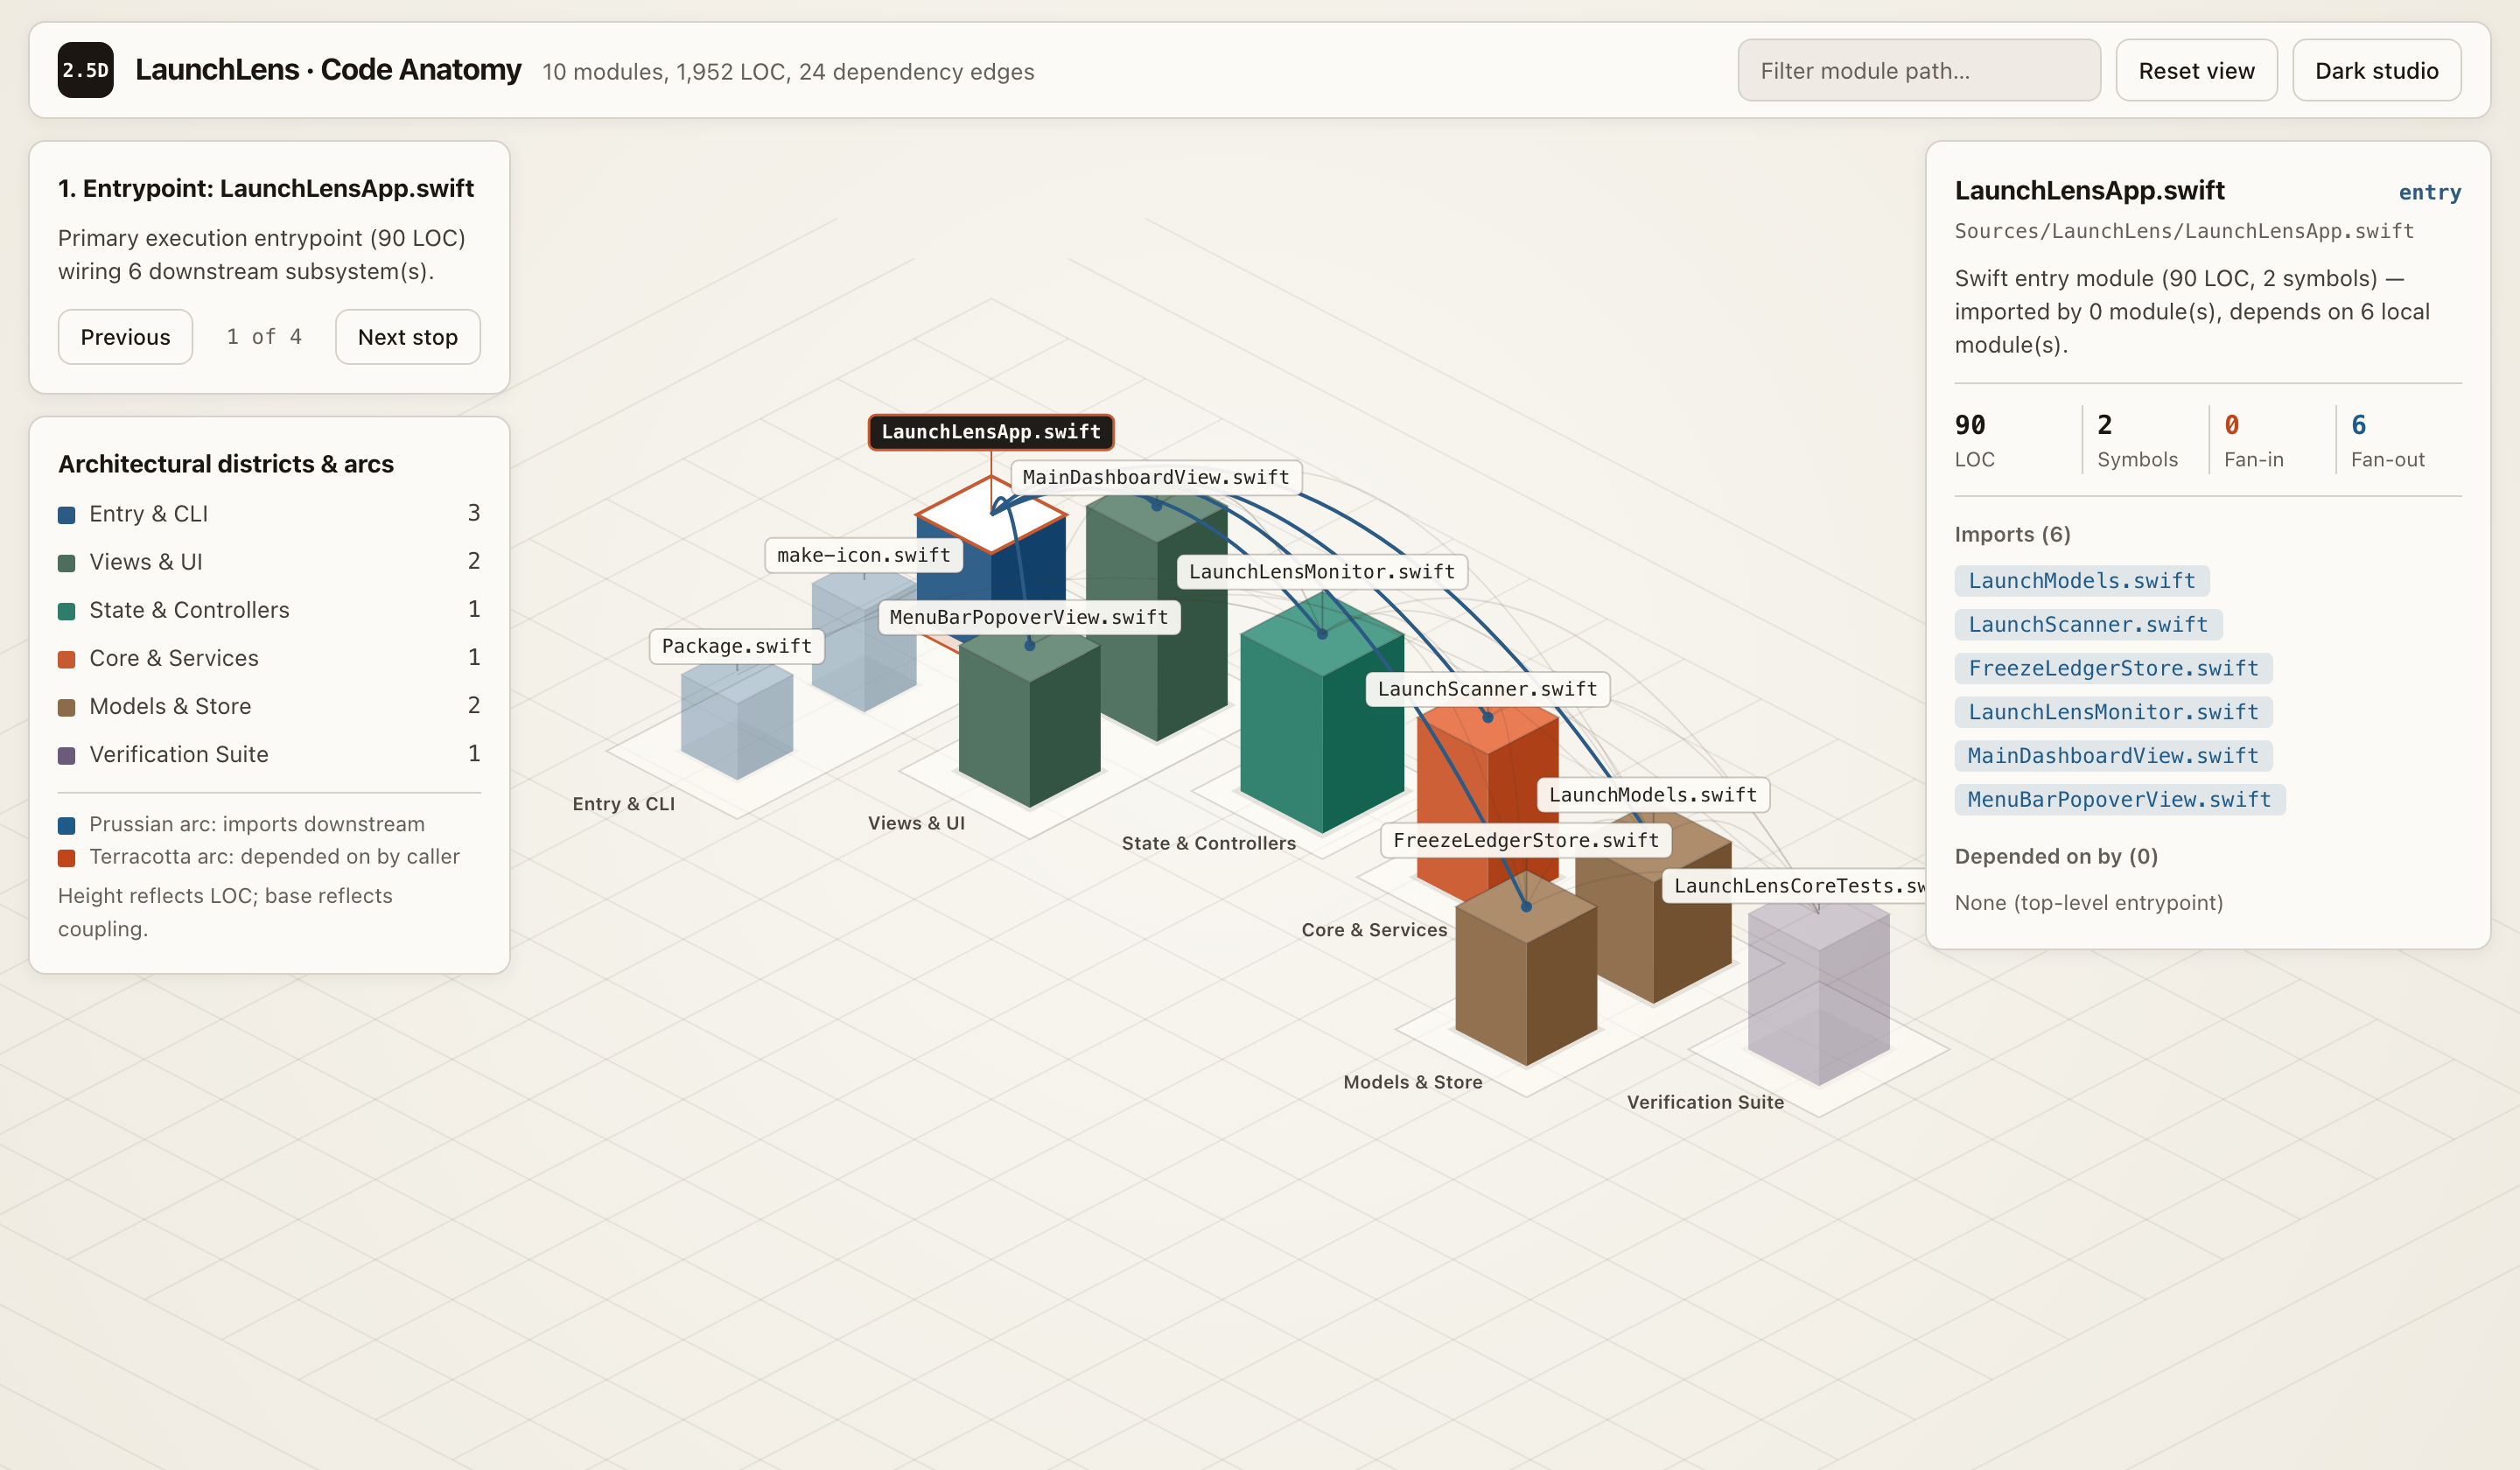 2.5D
LaunchLens · Code Anatomy
10 modules, 1,952 LOC, 24 dependency edges
Filter module path...
Reset view
Dark studio
1. Entrypoint: LaunchLensApp.swift
Primary execution entrypoint (90 LOC)
wiring 6 downstream subsystem(s).
Previous
1 of 4
Next stop
Architectural districts & arcs
Entry & CLI 3
Views & UI 2
State & Controllers 1
Core & Services 1
Models & Store 2
Verification Suite 1
Prussian arc: imports downstream
Terracotta arc: depended on by caller
Height reflects LOC; base reflects
coupling.
LaunchLensApp.swift
MainDashboardView.swift
make-icon.swift
LaunchLensMonitor.swift
MenuBarPopoverView.swift
Package.swift
LaunchScanner.swift
LaunchModels.swift
FreezeLedgerStore.swift
LaunchLensCoreTests.sw
Entry & CLI
Views & UI
State & Controllers
Core & Services
Models & Store
Verification Suite
LaunchLensApp.swift
entry
Sources/LaunchLens/LaunchLensApp.swift
Swift entry module (90 LOC, 2 symbols) —
imported by 0 module(s), depends on 6 local
module(s).
90 2 0 6
LOC Symbols Fan-in Fan-out
Imports (6)
LaunchModels.swift
LaunchScanner.swift
FreezeLedgerStore.swift
LaunchLensMonitor.swift
MainDashboardView.swift
MenuBarPopoverView.swift
Depended on by (0)
None (top-level entrypoint)